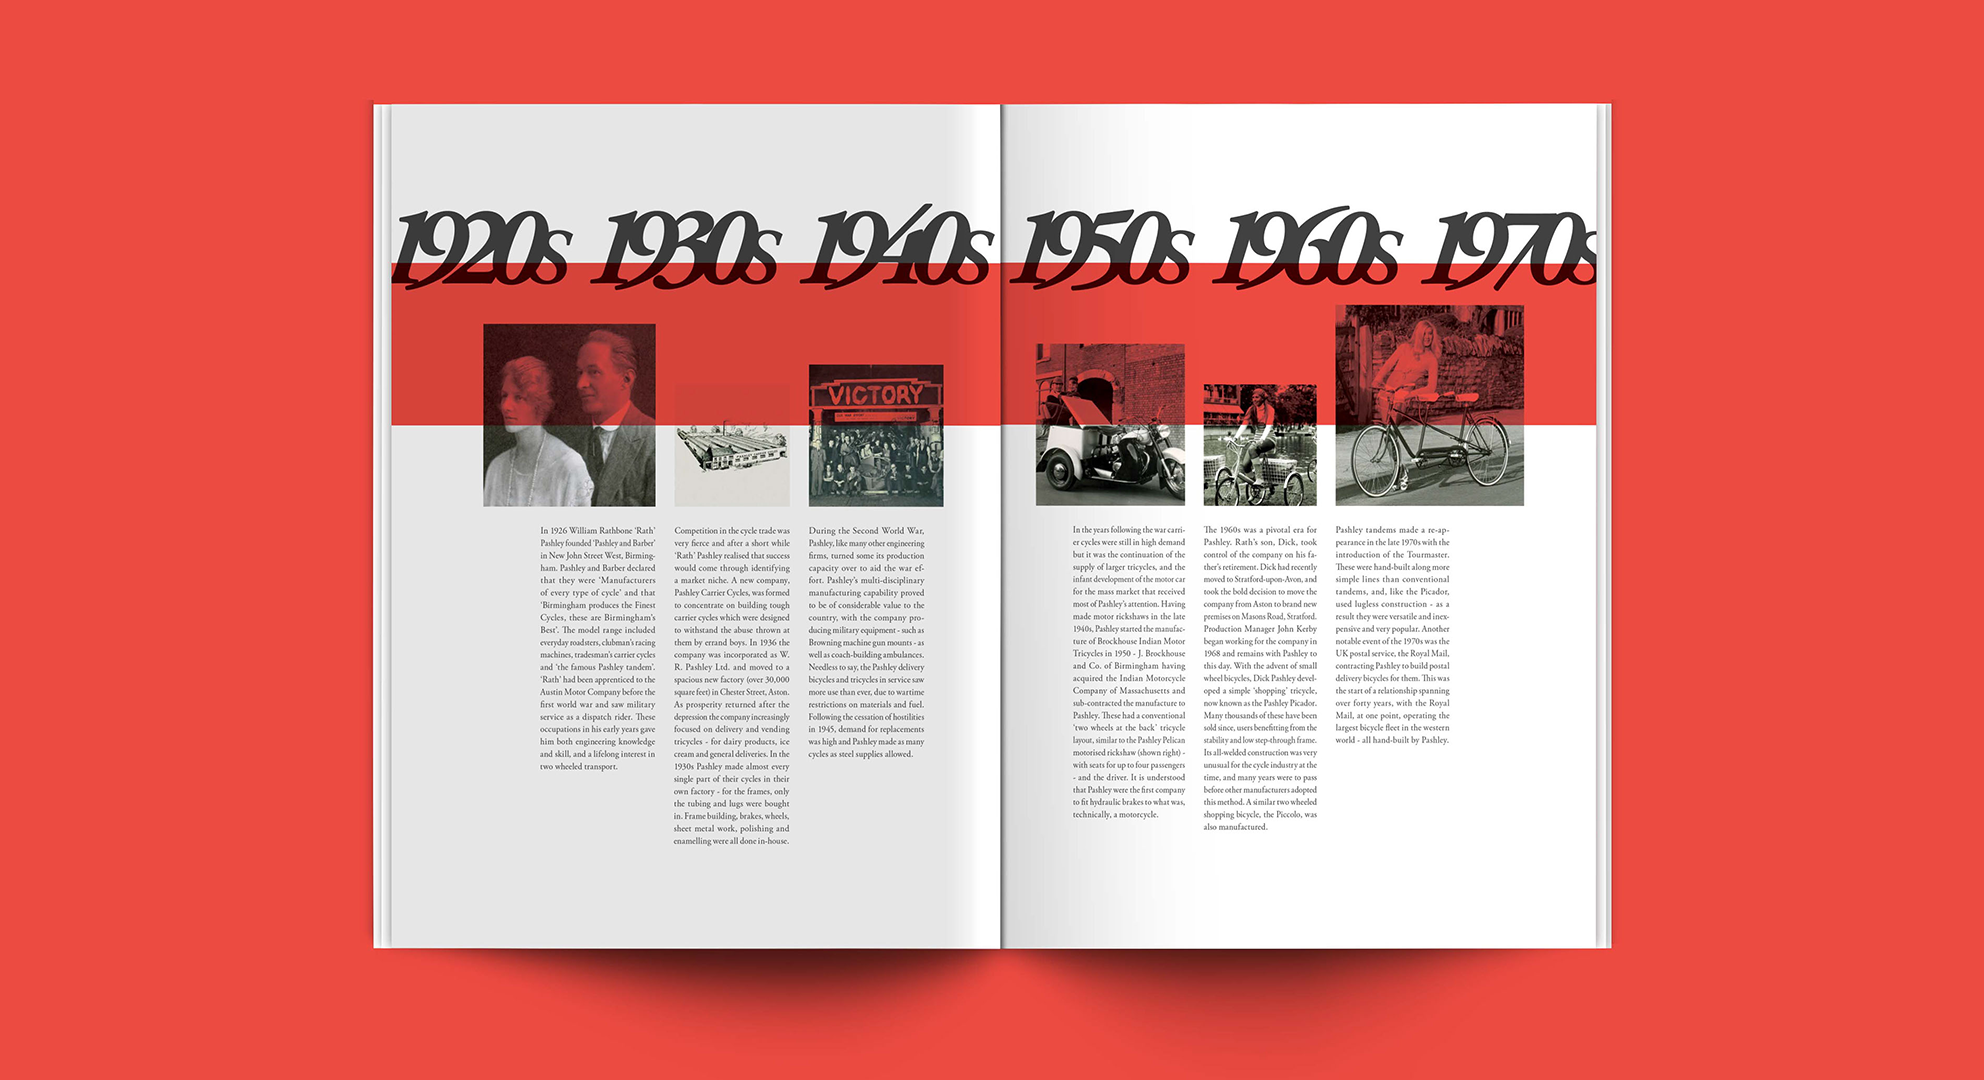 1920s 1930s 1940s 1950s 1960s 1970s
VICTORY
In 1926 William Rathbone 'Rath'
Pashley founded 'Pashley and Barber'
in New John Street West, Birming-
ham. Pashley and Barber declared
that they were 'Manufacturers
of every type of cycle' and that
'Birmingham produces the Finest
Cycles, these are Birmingham's
Best'. The model range included
everyday roadsters, clubman's racing
machines, tradesman's carrier cycles
and 'the famous Pashley tandem'.
'Rath' had been apprenticed to the
Austin Motor Company before the
first world war and saw military
service as a dispatch rider. These
occupations in his early years gave
him both engineering knowledge
and skill, and a lifelong interest in
two wheeled transport.
Competition in the cycle trade was
very fierce and after a short while
'Rath' Pashley realised that success
would come through identifying
a market niche. A new company,
Pashley Carrier Cycles, was formed
to concentrate on building tough
carrier cycles which were designed
to withstand the abuse thrown at
them by errand boys. In 1936 the
company was incorporated as W.
R. Pashley Ltd. and moved to a
spacious new factory (over 30,000
square feet) in Chester Street, Aston.
As prosperity returned after the
depression the company increasingly
focused on delivery and vending
tricycles - for dairy products, ice
cream and general deliveries. In the
1930s Pashley made almost every
single part of their cycles in their
own factory - for the frames, only
the tubing and lugs were bought
in. Frame building, brakes, wheels,
sheet metal work, polishing and
enamelling were all done in-house.
During the Second World War,
Pashley, like many other engineering
firms, turned some its production
capacity over to aid the war ef-
fort. Pashley's multi-disciplinary
manufacturing capability proved
to be of considerable value to the
country, with the company pro-
ducing military equipment - such as
Browning machine gun mounts - as
well as coach-building ambulances.
Needless to say, the Pashley delivery
bicycles and tricycles in service saw
more use than ever, due to wartime
restrictions on materials and fuel.
Following the cessation of hostilities
in 1945, demand for replacements
was high and Pashley made as many
cycles as steel supplies allowed.
In the years following the war carri-
er cycles were still in high demand
but it was the continuation of the
supply of larger tricycles, and the
infant development of the motor car
for the mass market that received
most of Pashley's attention. Having
made motor rickshaws in the late
1940s, Pashley started the manufac-
ture of Brockhouse Indian Motor
Tricycles in 1950 - J. Brockhouse
and Co. of Birmingham having
acquired the Indian Motorcycle
Company of Massachusetts and
sub-contracted the manufacture to
Pashley. These had a conventional
'two wheels at the back' tricycle
layout, similar to the Pashley Pelican
motorised rickshaw (shown right) -
with seats for up to four passengers
- and the driver. It is understood
that Pashley were the first company
to fit hydraulic brakes to what was,
technically, a motorcycle.
The 1960s was a pivotal era for
Pashley. Rath's son, Dick, took
control of the company on his fa-
ther's retirement. Dick had recently
moved to Stratford-upon-Avon, and
took the bold decision to move the
company from Aston to brand new
premises on Masons Road, Stratford.
Production Manager John Kerby
began working for the company in
1968 and remains with Pashley to
this day. With the advent of small
wheel bicycles, Dick Pashley devel-
oped a simple 'shopping' tricycle,
now known as the Pashley Picador.
Many thousands of these have been
sold since, users benefitting from the
stability and low step-through frame.
Its all-welded construction was very
unusual for the cycle industry at the
time, and many years were to pass
before other manufacturers adopted
this method. A similar two wheeled
shopping bicycle, the Piccolo, was
also manufactured.
Pashley tandems made a re-ap-
pearance in the late 1970s with the
introduction of the Tourmaster.
These were hand-built along more
simple lines than conventional
tandems, and, like the Picador,
used lugless construction - as a
result they were versatile and inex-
pensive and very popular. Another
notable event of the 1970s was the
UK postal service, the Royal Mail,
contracting Pashley to build postal
delivery bicycles for them. This was
the start of a relationship spanning
over forty years, with the Royal
Mail, at one point, operating the
largest bicycle fleet in the western
world - all hand-built by Pashley.